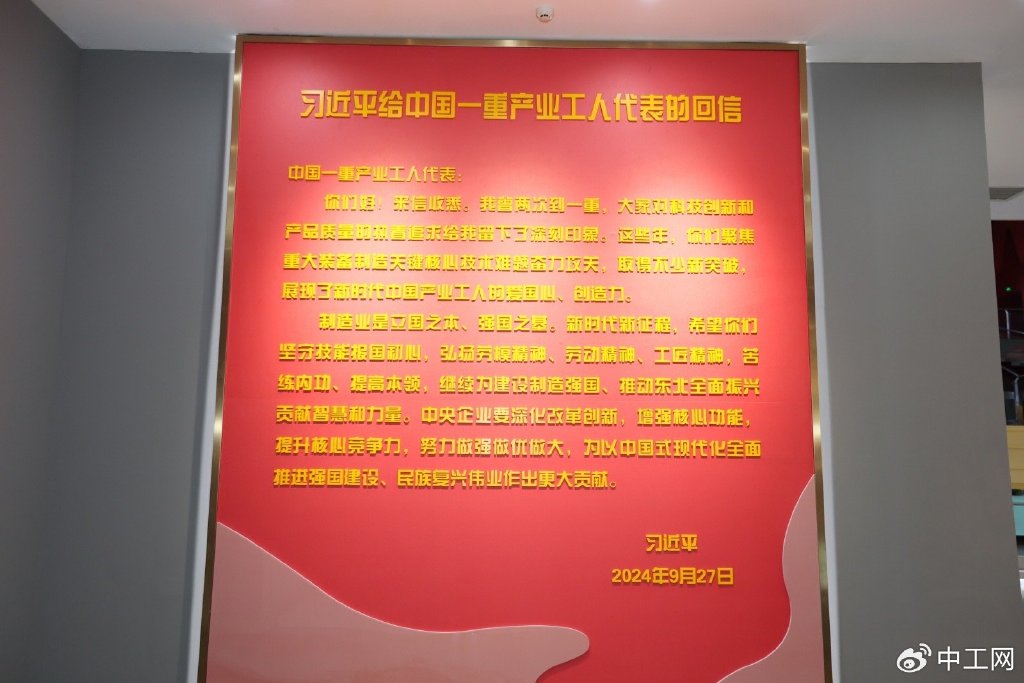 习近平给中国一重产业工人代表的回信
中国一重产业工人代表：
你们好！来信收悉。我曾两次到一重，大家对科技创新和
产品质量的执着追求给我留下了深刻印象。这些年，你们聚焦
重大装备制造关键核心技术难题奋力攻关，取得不少新突破，
展现了新时代中国产业工人的爱国心、创造力。
制造业是立国之本、强国之基。新时代新征程，希望你们
坚守技能报国初心，弘扬劳模精神、劳动精神、工匠精神，苦
练内功、提高本领，继续为建设制造强国、推动东北全面振兴
贡献智慧和力量。中央企业要深化改革创新，增强核心功能，
提升核心竞争力，努力做强做优做大，为以中国式现代化全面
推进强国建设、民族复兴伟业作出更大贡献。
习近平
2024年9月27日
中工网